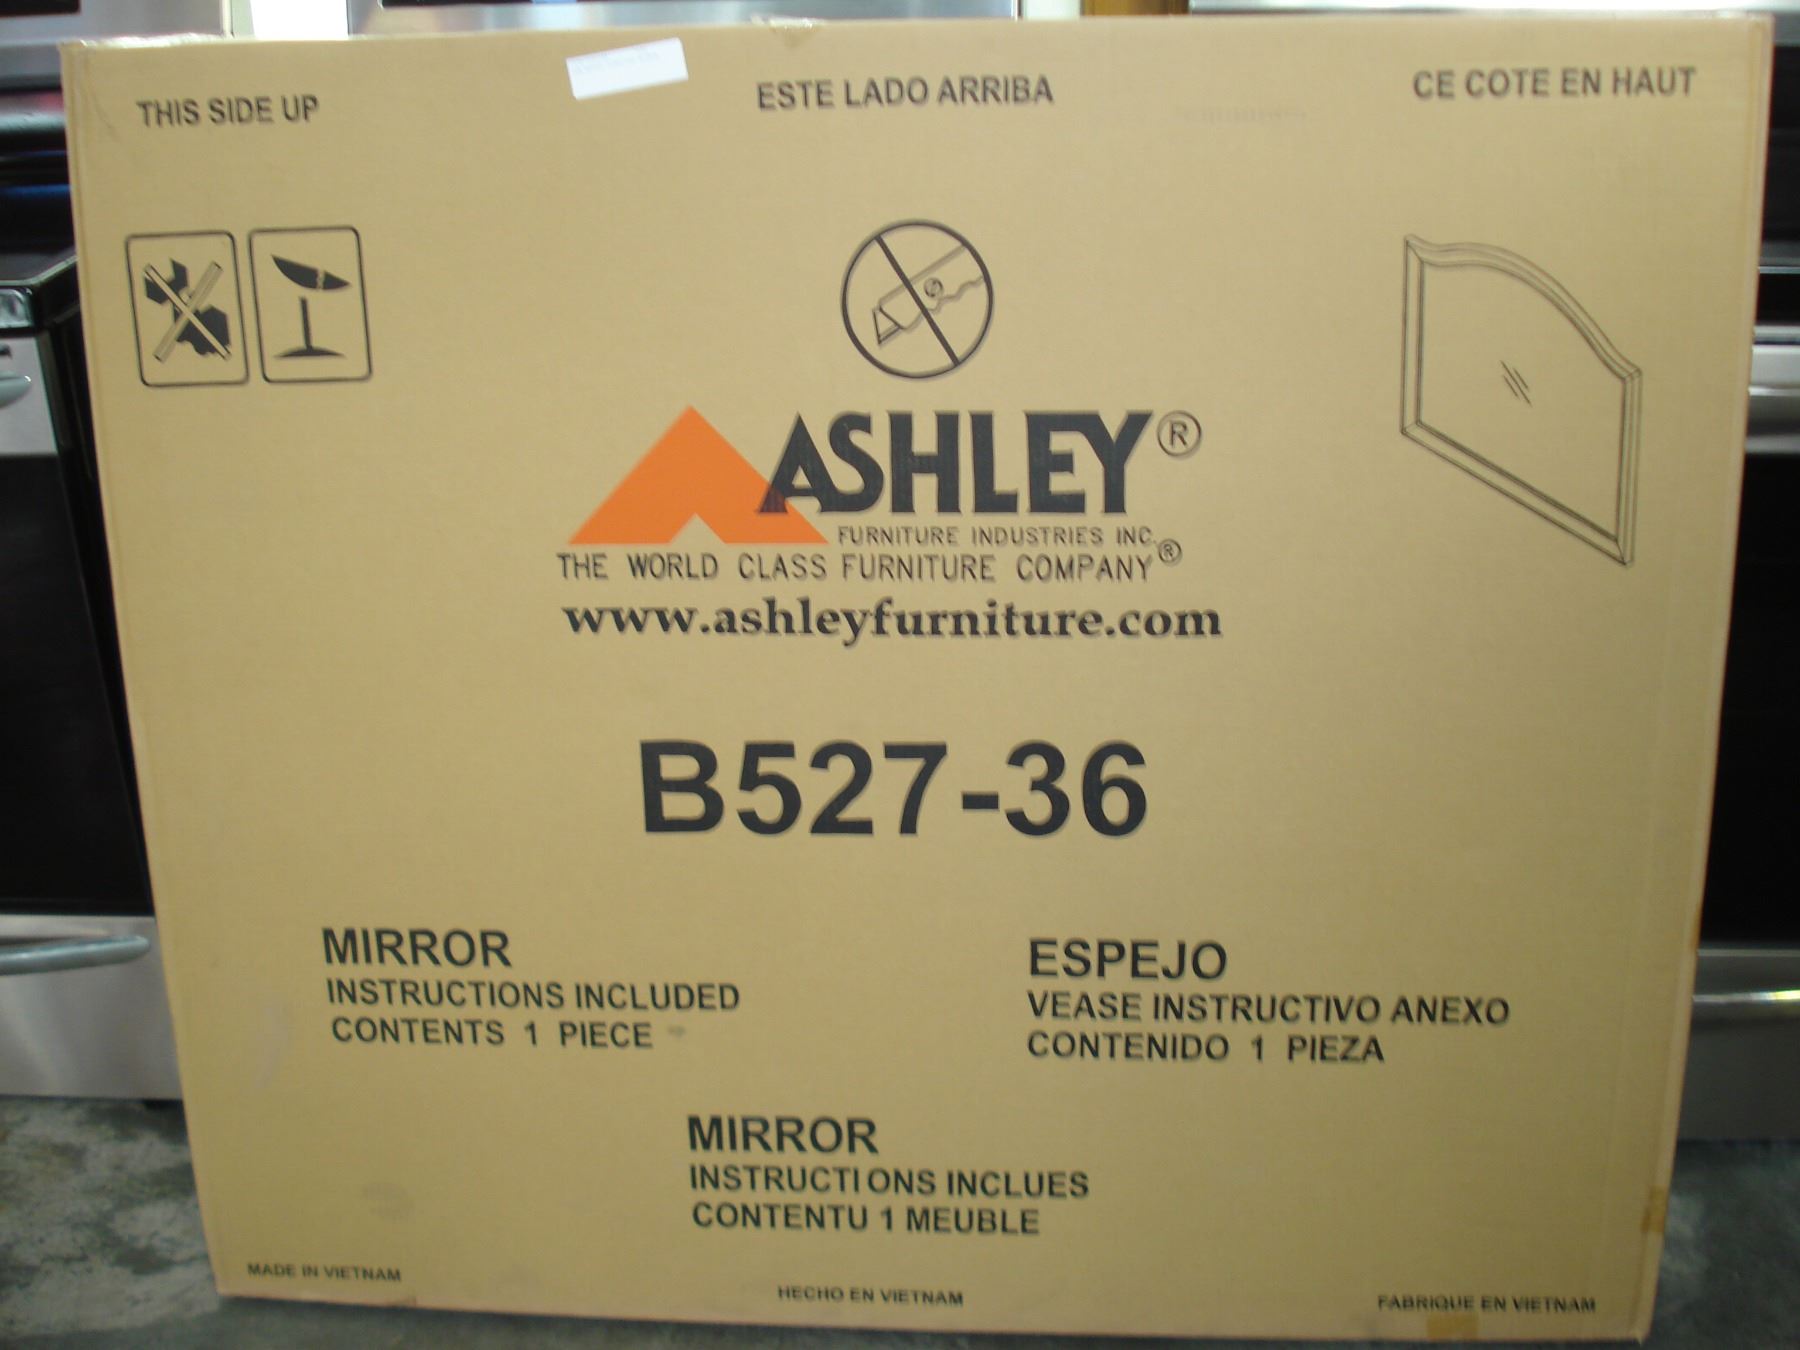 THIS SIDE UP
ESTE LADO ARRIBA
CE COTE EN HAUT
ASHLEY®
FURNITURE INDUSTRIES INC.
THE WORLD CLASS FURNITURE COMPANY®
www.ashleyfurniture.com
B527-36
MIRROR
INSTRUCTIONS INCLUDED
CONTENTS 1 PIECE
ESPEJO
VEASE INSTRUCTIVO ANEXO
CONTENIDO 1 PIEZA
MIRROR
INSTRUCTIONS INCLUES
CONTENTU 1 MEUBLE
MADE IN VIETNAM
HECHO EN VIETNAM
FABRIQUE EN VIETNAM